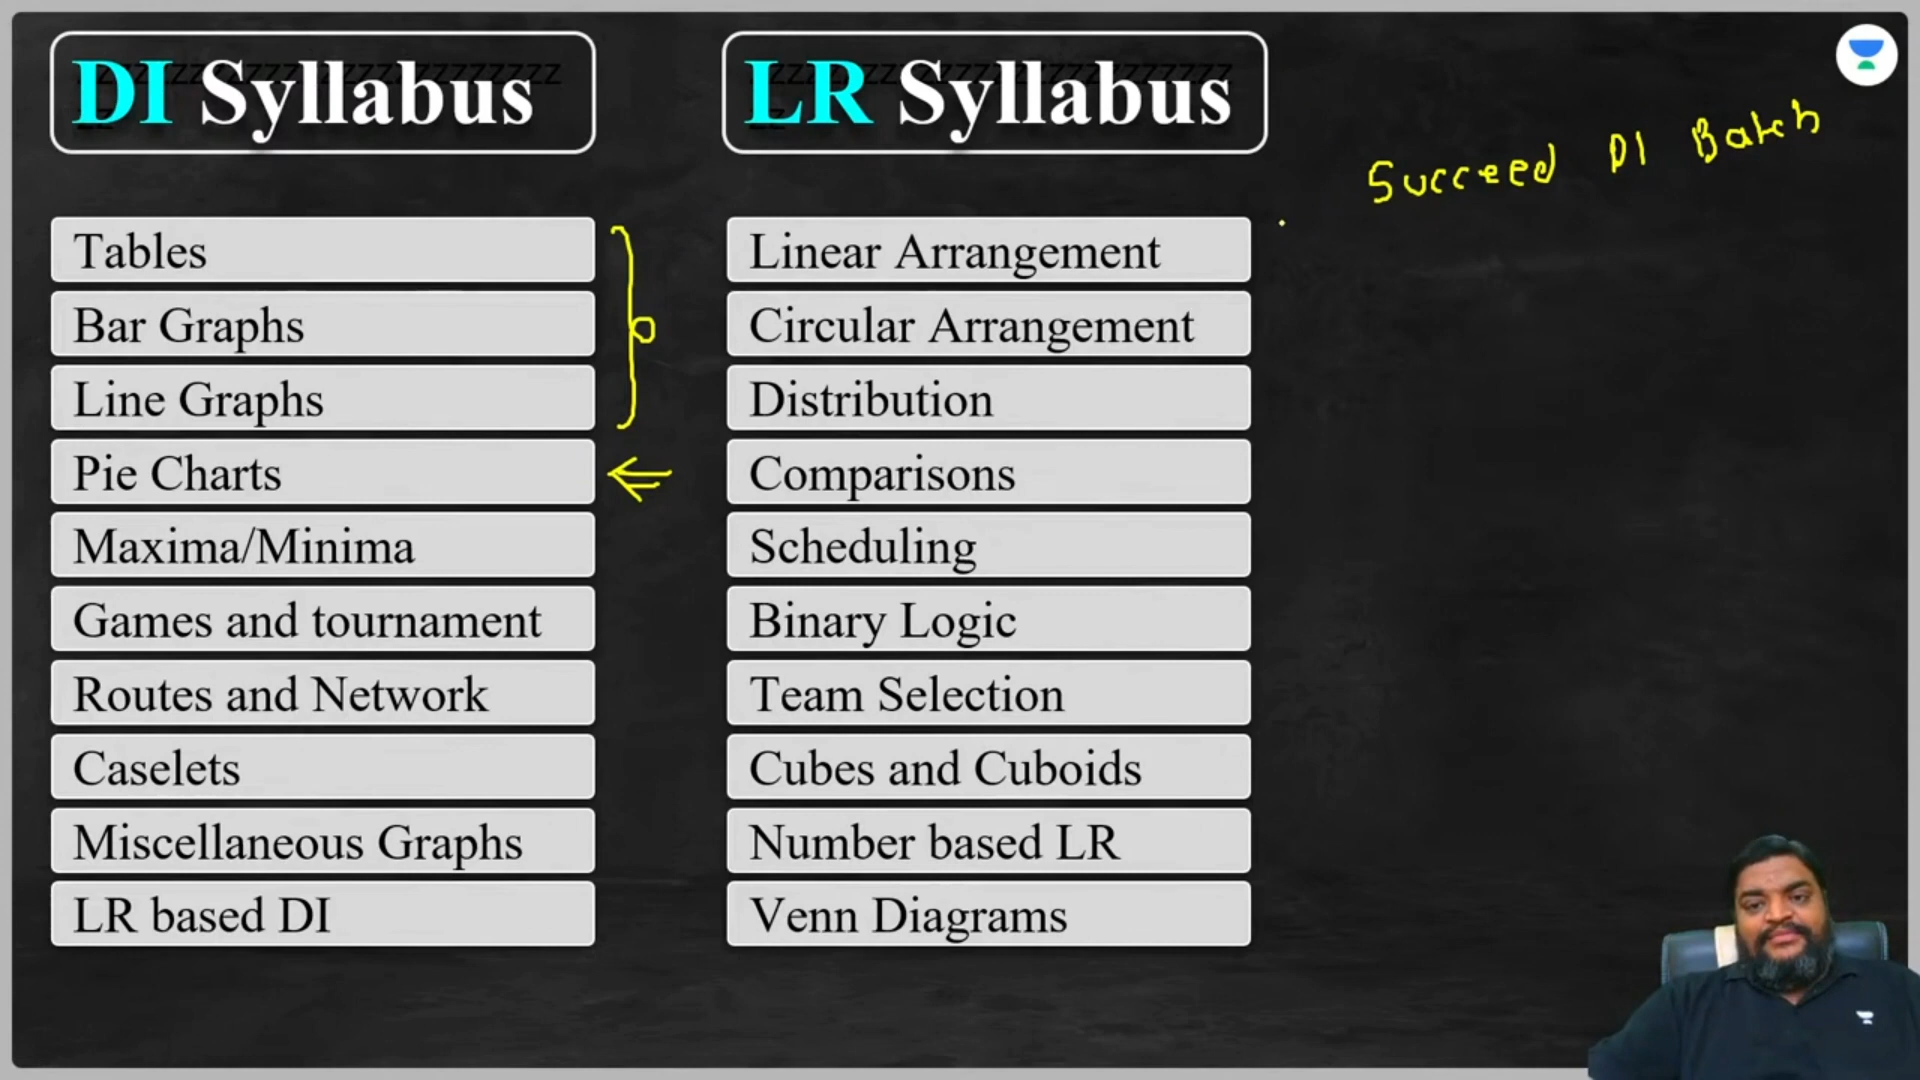 DI Syllabus
LR Syllabus
Succeed DI Batch
Tables
Bar Graphs
Line Graphs
Pie Charts
Maxima/Minima
Games and tournament
Routes and Network
Caselets
Miscellaneous Graphs
LR based DI
Linear Arrangement
Circular Arrangement
Distribution
Comparisons
Scheduling
Binary Logic
Team Selection
Cubes and Cuboids
Number based LR
Venn Diagrams